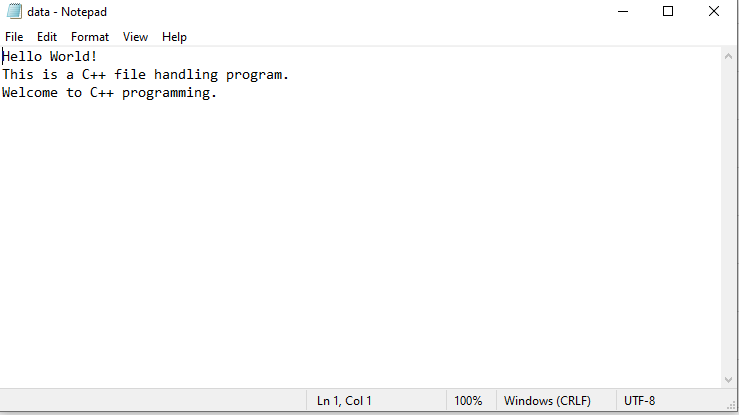 data - Notepad
File Edit Format View Help
Hello World!
This is a C++ file handling program.
Welcome to C++ programming.
Ln 1, Col 1 100% Windows (CRLF) UTF-8